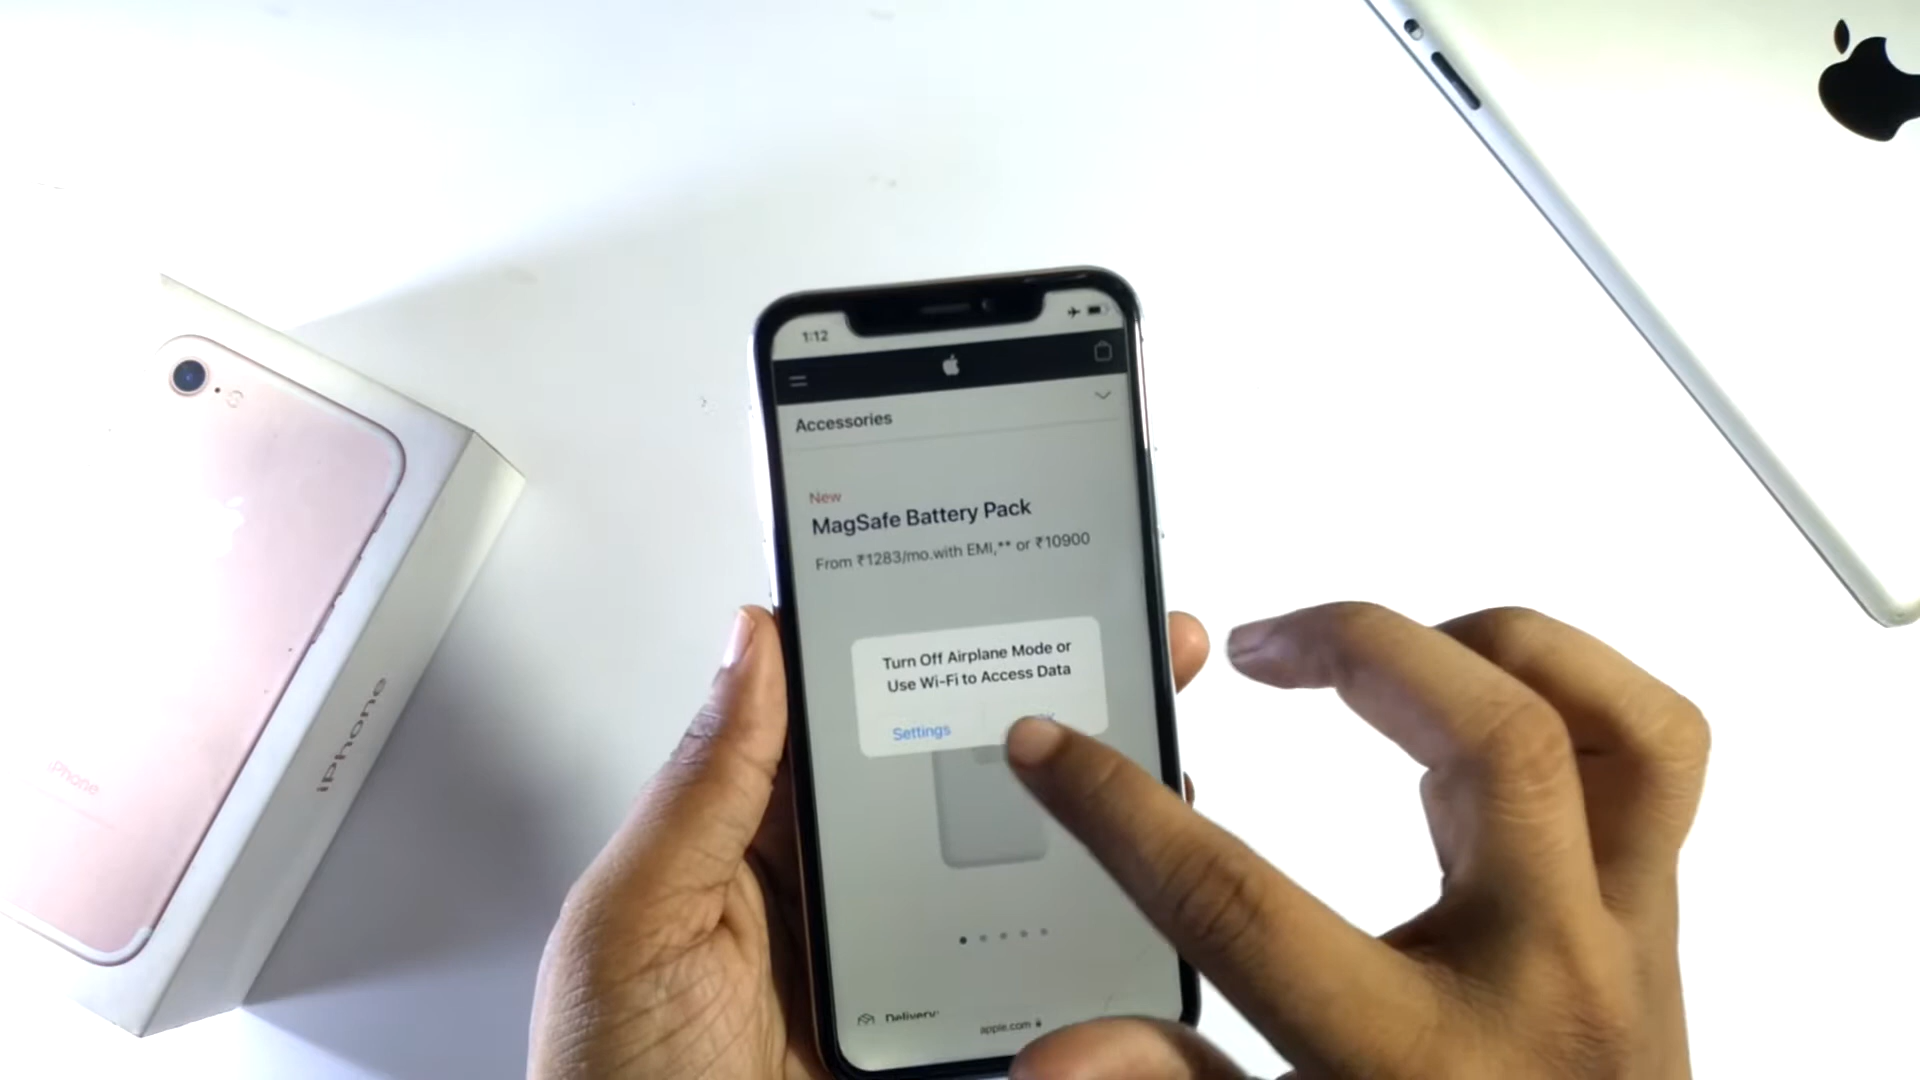 1:12
Accessories
New
MagSafe Battery Pack
From ₹1283/mo.with EMI,** or ₹10900
Turn Off Airplane Mode or
Use Wi-Fi to Access Data
Settings
Delivery:
apple.com
iPhone
iPhone